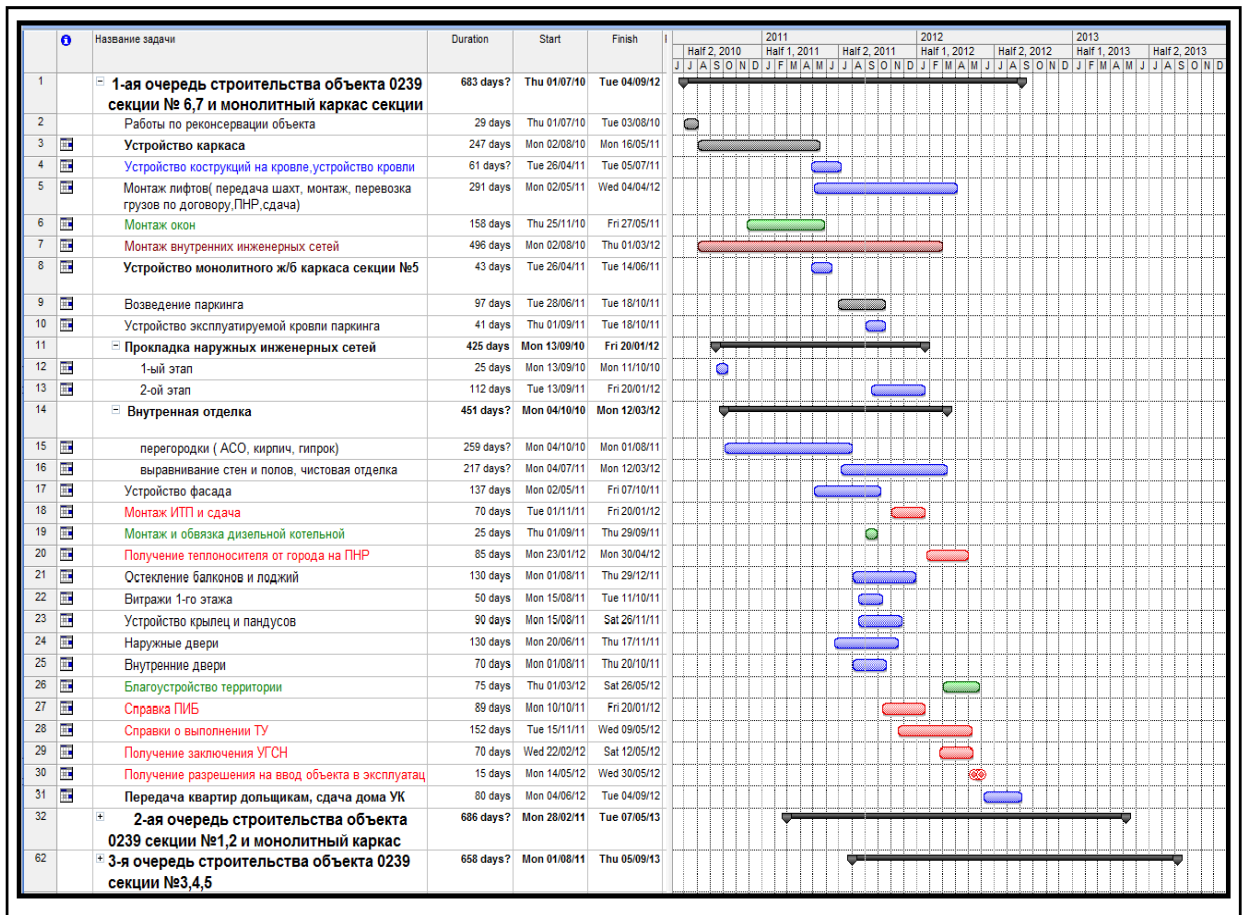 Название задачи Duration Start Finish
2011 2012 2013
Half 2, 2010 Half 1, 2011 Half 2, 2011 Half 1, 2012 Half 2, 2012 Half 1, 2013 Half 2, 2013
J J A S O N D J F M A M J J A S O N D J F M A M J J A S O N D J F M A M J J A S O N D
1 1-ая очередь строительства объекта 0239 683 days? Thu 01/07/10 Tue 04/09/12
секции № 6,7 и монолитный каркас секции
2 Работы по реконсервации объекта 29 days Thu 01/07/10 Tue 03/08/10
3 Устройство каркаса 247 days Mon 02/08/10 Mon 16/05/11
4 Устройство кострукций на кровле,устройство кровли 61 days? Tue 26/04/11 Tue 05/07/11
5 Монтаж лифтов( передача шахт, монтаж, перевозка 291 days Mon 02/05/11 Wed 04/04/12
грузов по договору,ПНР,сдача)
6 Монтаж окон 158 days Thu 25/11/10 Fri 27/05/11
7 Монтаж внутренних инженерных сетей 496 days Mon 02/08/10 Thu 01/03/12
8 Устройство монолитного ж/б каркаса секции №5 43 days Tue 26/04/11 Tue 14/06/11
9 Возведение паркинга 97 days Tue 28/06/11 Tue 18/10/11
10 Устройство эксплуатируемой кровли паркинга 41 days Thu 01/09/11 Tue 18/10/11
11 Прокладка наружных инженерных сетей 425 days Mon 13/09/10 Fri 20/01/12
12 1-ый этап 25 days Mon 13/09/10 Mon 11/10/10
13 2-ой этап 112 days Tue 13/09/11 Fri 20/01/12
14 Внутренная отделка 451 days? Mon 04/10/10 Mon 12/03/12
15 перегородки ( АСО, кирпич, гипрок) 259 days? Mon 04/10/10 Mon 01/08/11
16 выравнивание стен и полов, чистовая отделка 217 days? Mon 04/07/11 Mon 12/03/12
17 Устройство фасада 137 days Mon 02/05/11 Fri 07/10/11
18 Монтаж ИТП и сдача 70 days Tue 01/11/11 Fri 20/01/12
19 Монтаж и обвязка дизельной котельной 25 days Thu 01/09/11 Thu 29/09/11
20 Получение теплоносителя от города на ПНР 85 days Mon 23/01/12 Mon 30/04/12
21 Остекление балконов и лоджий 130 days Mon 01/08/11 Thu 29/12/11
22 Витражи 1-го этажа 50 days Mon 15/08/11 Tue 11/10/11
23 Устройство крылец и пандусов 90 days Mon 15/08/11 Sat 26/11/11
24 Наружные двери 130 days Mon 20/06/11 Thu 17/11/11
25 Внутренние двери 70 days Mon 01/08/11 Thu 20/10/11
26 Благоустройство территории 75 days Thu 01/03/12 Sat 26/05/12
27 Справка ПИБ 89 days Mon 10/10/11 Fri 20/01/12
28 Справки о выполнении ТУ 152 days Tue 15/11/11 Wed 09/05/12
29 Получение заключения УГСН 70 days Wed 22/02/12 Sat 12/05/12
30 Получение разрешения на ввод объекта в эксплуатац 15 days Mon 14/05/12 Wed 30/05/12
31 Передача квартир дольщикам, сдача дома УК 80 days Mon 04/06/12 Tue 04/09/12
32 2-ая очередь строительства объекта 686 days? Mon 28/02/11 Tue 07/05/13
0239 секции №1,2 и монолитный каркас
62 3-я очередь строительства объекта 0239 658 days? Mon 01/08/11 Thu 05/09/13
секции №3,4,5